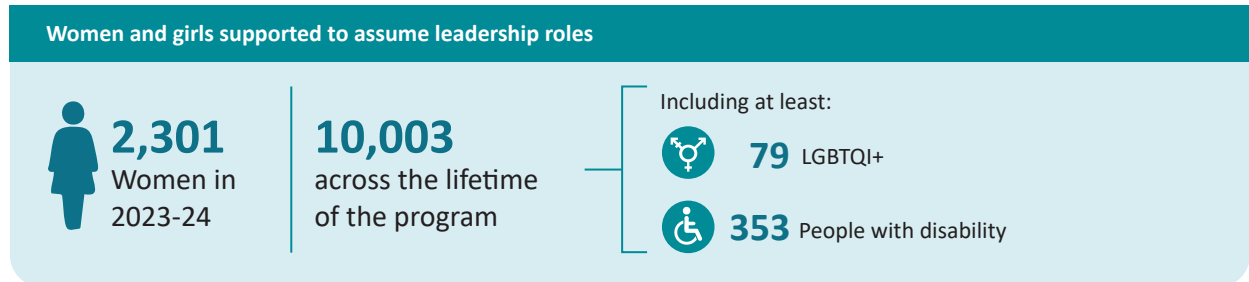 Women and girls supported to assume leadership roles
2,301
Women in
2023-24
10,003
across the lifetime
of the program
Including at least:
79 LGBTQI+
353 People with disability